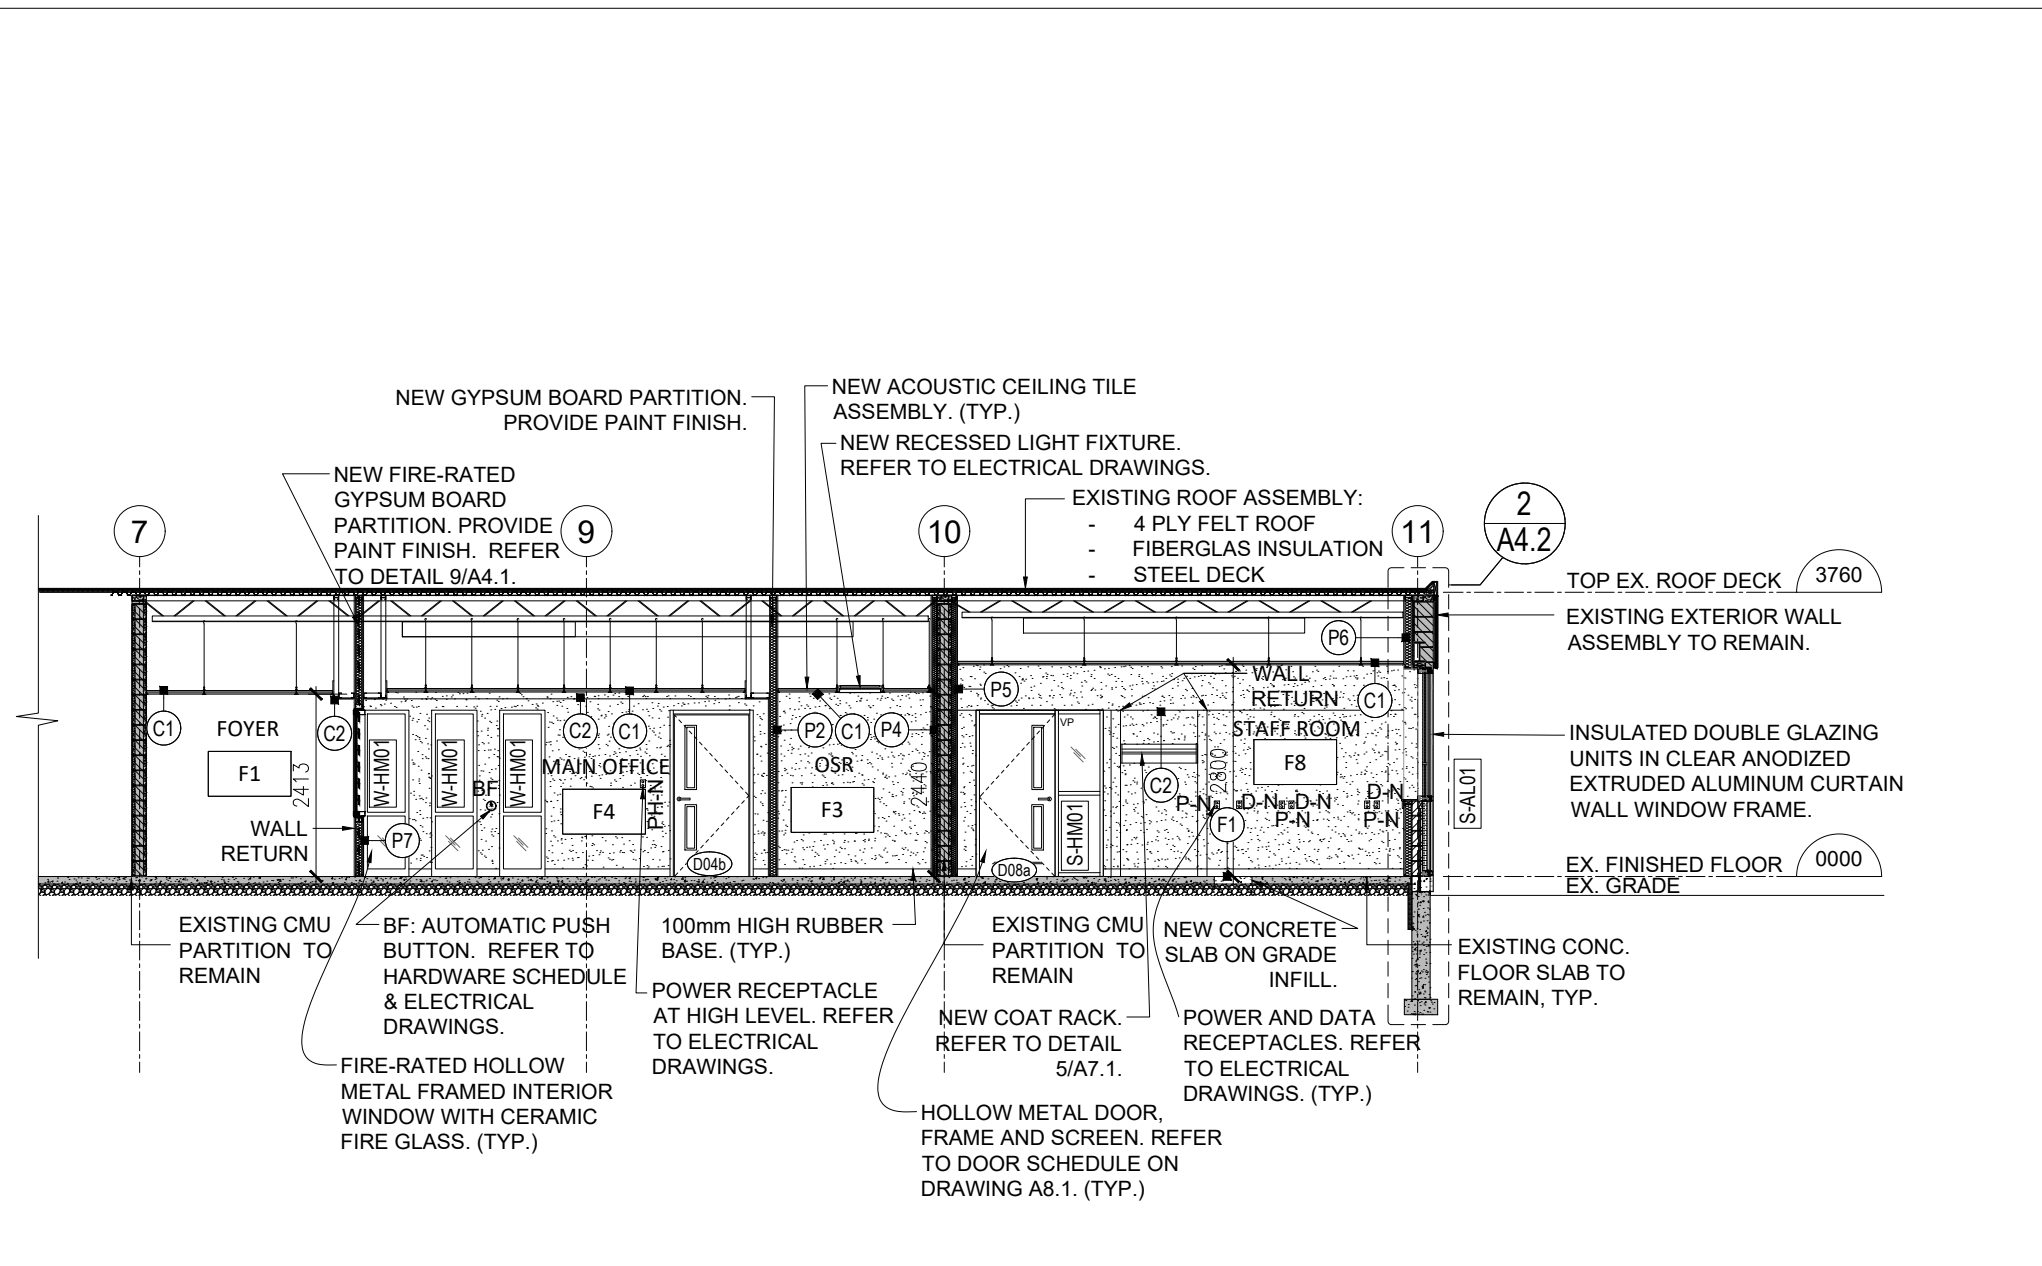 NEW GYPSUM BOARD PARTITION.
PROVIDE PAINT FINISH.
NEW ACOUSTIC CEILING TILE
ASSEMBLY. (TYP.)
NEW RECESSED LIGHT FIXTURE.
REFER TO ELECTRICAL DRAWINGS.
NEW FIRE-RATED
GYPSUM BOARD
PARTITION. PROVIDE
PAINT FINISH. REFER
TO DETAIL 9/A4.1.
EXISTING ROOF ASSEMBLY:
- 4 PLY FELT ROOF
- FIBERGLAS INSULATION
- STEEL DECK
7
9
10
11
2
A4.2
TOP EX. ROOF DECK 3760
EXISTING EXTERIOR WALL
ASSEMBLY TO REMAIN.
INSULATED DOUBLE GLAZING
UNITS IN CLEAR ANODIZED
EXTRUDED ALUMINUM CURTAIN
WALL WINDOW FRAME.
S-AL01
EX. FINISHED FLOOR 0000
EX. GRADE
C1
FOYER
F1
2413
C2
WALL
RETURN
W-HM01
W-HM01
W-HM01
BF
P7
C2
C1
MAIN OFFICE
F4
PH-N
D04b
P2
C1
P4
OSR
F3
2440
P5
P6
WALL
RETURN
C1
VP
STAFF ROOM
F8
2800
C2
S-HM01
D08a
P-N
D-N
D-N
P-N
D-N
P-N
F1
EXISTING CMU
PARTITION TO
REMAIN
BF: AUTOMATIC PUSH
BUTTON. REFER TO
HARDWARE SCHEDULE
& ELECTRICAL
DRAWINGS.
100mm HIGH RUBBER
BASE. (TYP.)
POWER RECEPTACLE
AT HIGH LEVEL. REFER
TO ELECTRICAL
DRAWINGS.
EXISTING CMU
PARTITION TO
REMAIN
NEW CONCRETE
SLAB ON GRADE
INFILL.
EXISTING CONC.
FLOOR SLAB TO
REMAIN, TYP.
NEW COAT RACK.
REFER TO DETAIL
5/A7.1.
POWER AND DATA
RECEPTACLES. REFER
TO ELECTRICAL
DRAWINGS. (TYP.)
FIRE-RATED HOLLOW
METAL FRAMED INTERIOR
WINDOW WITH CERAMIC
FIRE GLASS. (TYP.)
HOLLOW METAL DOOR,
FRAME AND SCREEN. REFER
TO DOOR SCHEDULE ON
DRAWING A8.1. (TYP.)